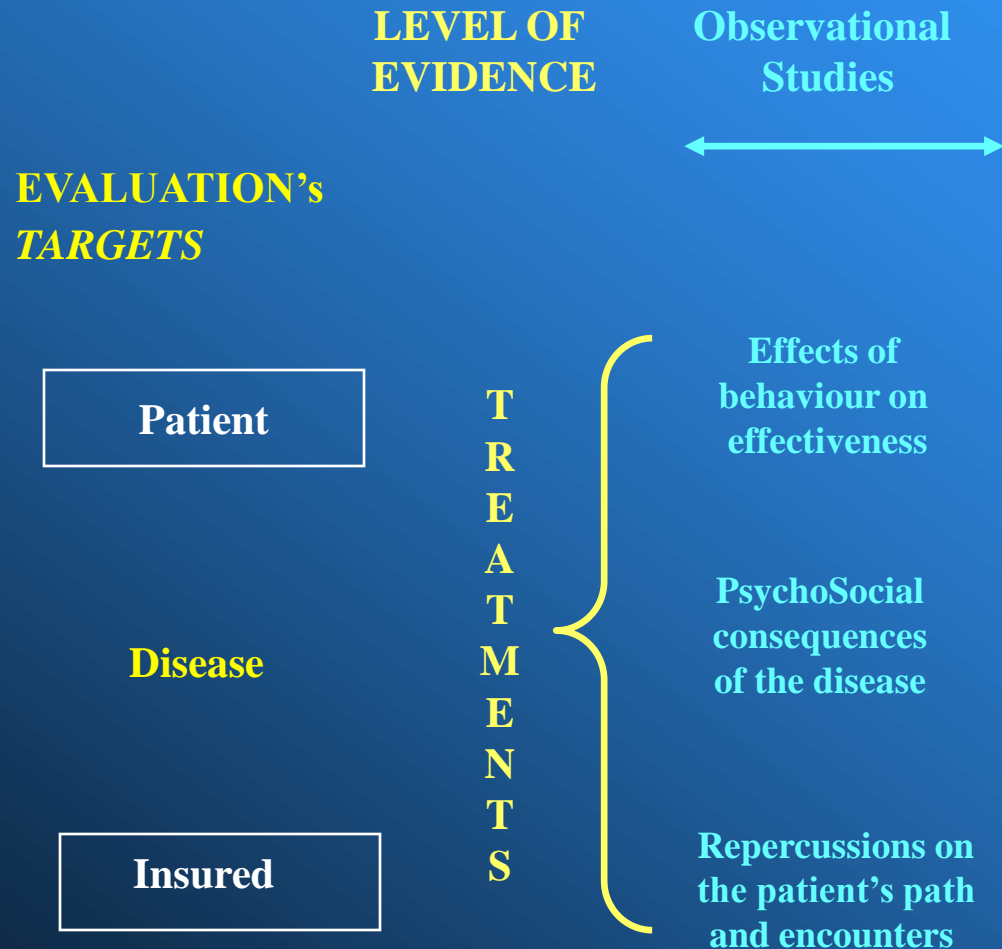 LEVEL OF
EVIDENCE
Observational
Studies
EVALUATION's
TARGETS
Patient
Disease
Insured
T
R
E
A
T
M
E
N
T
S
Effects of
behaviour on
effectiveness
PsychoSocial
consequences
of the disease
Repercussions on
the patient's path
and encounters